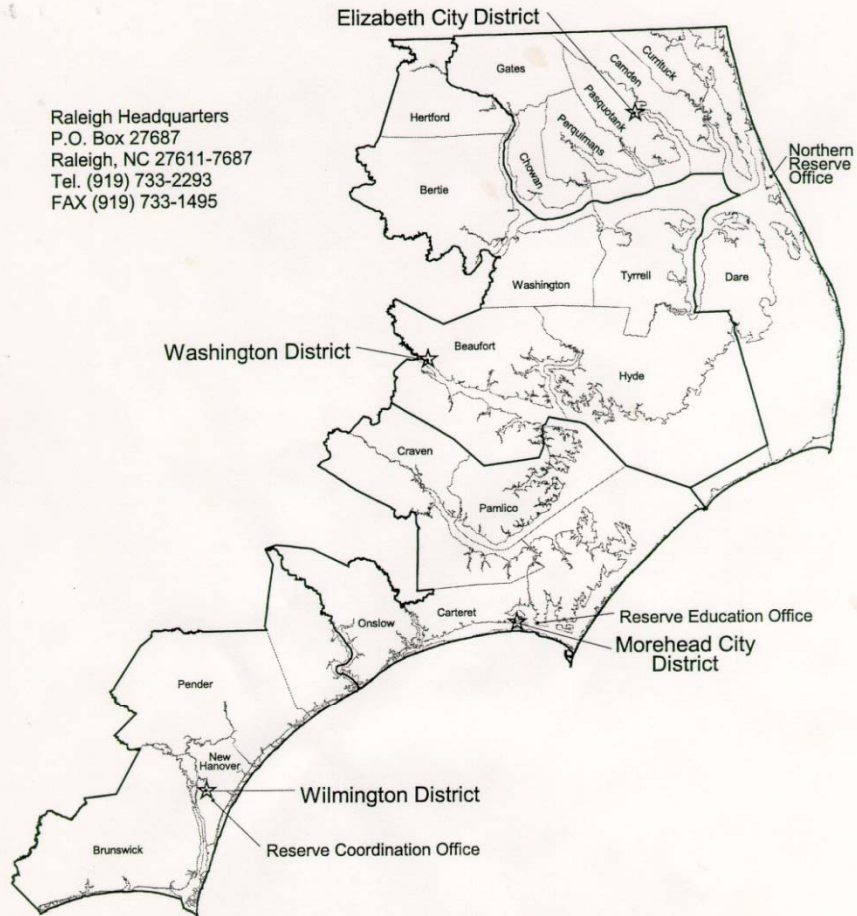 Elizabeth City District
Raleigh Headquarters
P.O. Box 27687
Raleigh, NC 27611-7687
Tel. (919) 733-2293
FAX (919) 733-1495
Gates
Camden
Currituck
Hertford
Pasquotank
Perquimans
Chowan
Bertie
Northern
Reserve
Office
Washington
Tyrrell
Dare
Washington District
Beaufort
Hyde
Craven
Pamlico
Onslow
Carteret
Reserve Education Office
Morehead City
District
Pender
New
Hanover
Wilmington District
Brunswick
Reserve Coordination Office